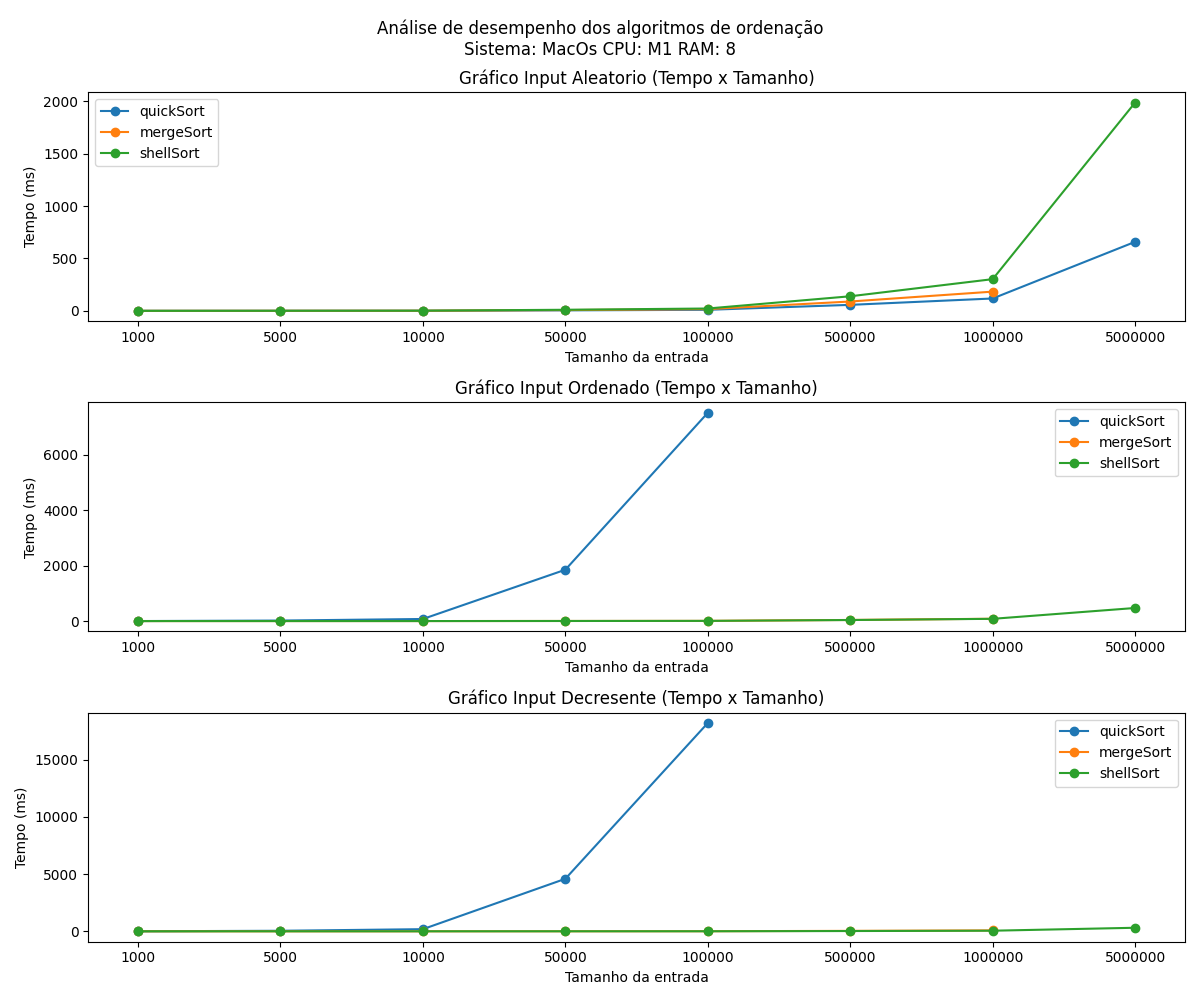 Análise de desempenho dos algoritmos de ordenação
Sistema: MacOs CPU: M1 RAM: 8
Gráfico Input Aleatorio (Tempo x Tamanho)
quickSort
mergeSort
shellSort
Tempo (ms)
2000
1500
1000
500
0
1000 5000 10000 50000 100000 500000 1000000 5000000
Tamanho da entrada
Gráfico Input Ordenado (Tempo x Tamanho)
quickSort
mergeSort
shellSort
Tempo (ms)
6000
4000
2000
0
1000 5000 10000 50000 100000 500000 1000000 5000000
Tamanho da entrada
Gráfico Input Decresente (Tempo x Tamanho)
quickSort
mergeSort
shellSort
Tempo (ms)
15000
10000
5000
0
1000 5000 10000 50000 100000 500000 1000000 5000000
Tamanho da entrada